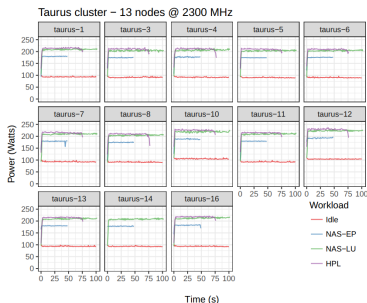 Taurus cluster − 13 nodes @ 2300 MHz
taurus−1 taurus−3 taurus−4 taurus−5 taurus−6
250
200
150
100
50
0
taurus−7 taurus−8 taurus−10 taurus−11 taurus−12
250
200
150
100
50
0
0 25 50 75 100 0 25 50 75 100
taurus−13 taurus−14 taurus−16
250
200
150
100
50
0
0 25 50 75 100 0 25 50 75 100 0 25 50 75 100
Power (Watts)
Time (s)
Workload
Idle
NAS−EP
NAS−LU
HPL